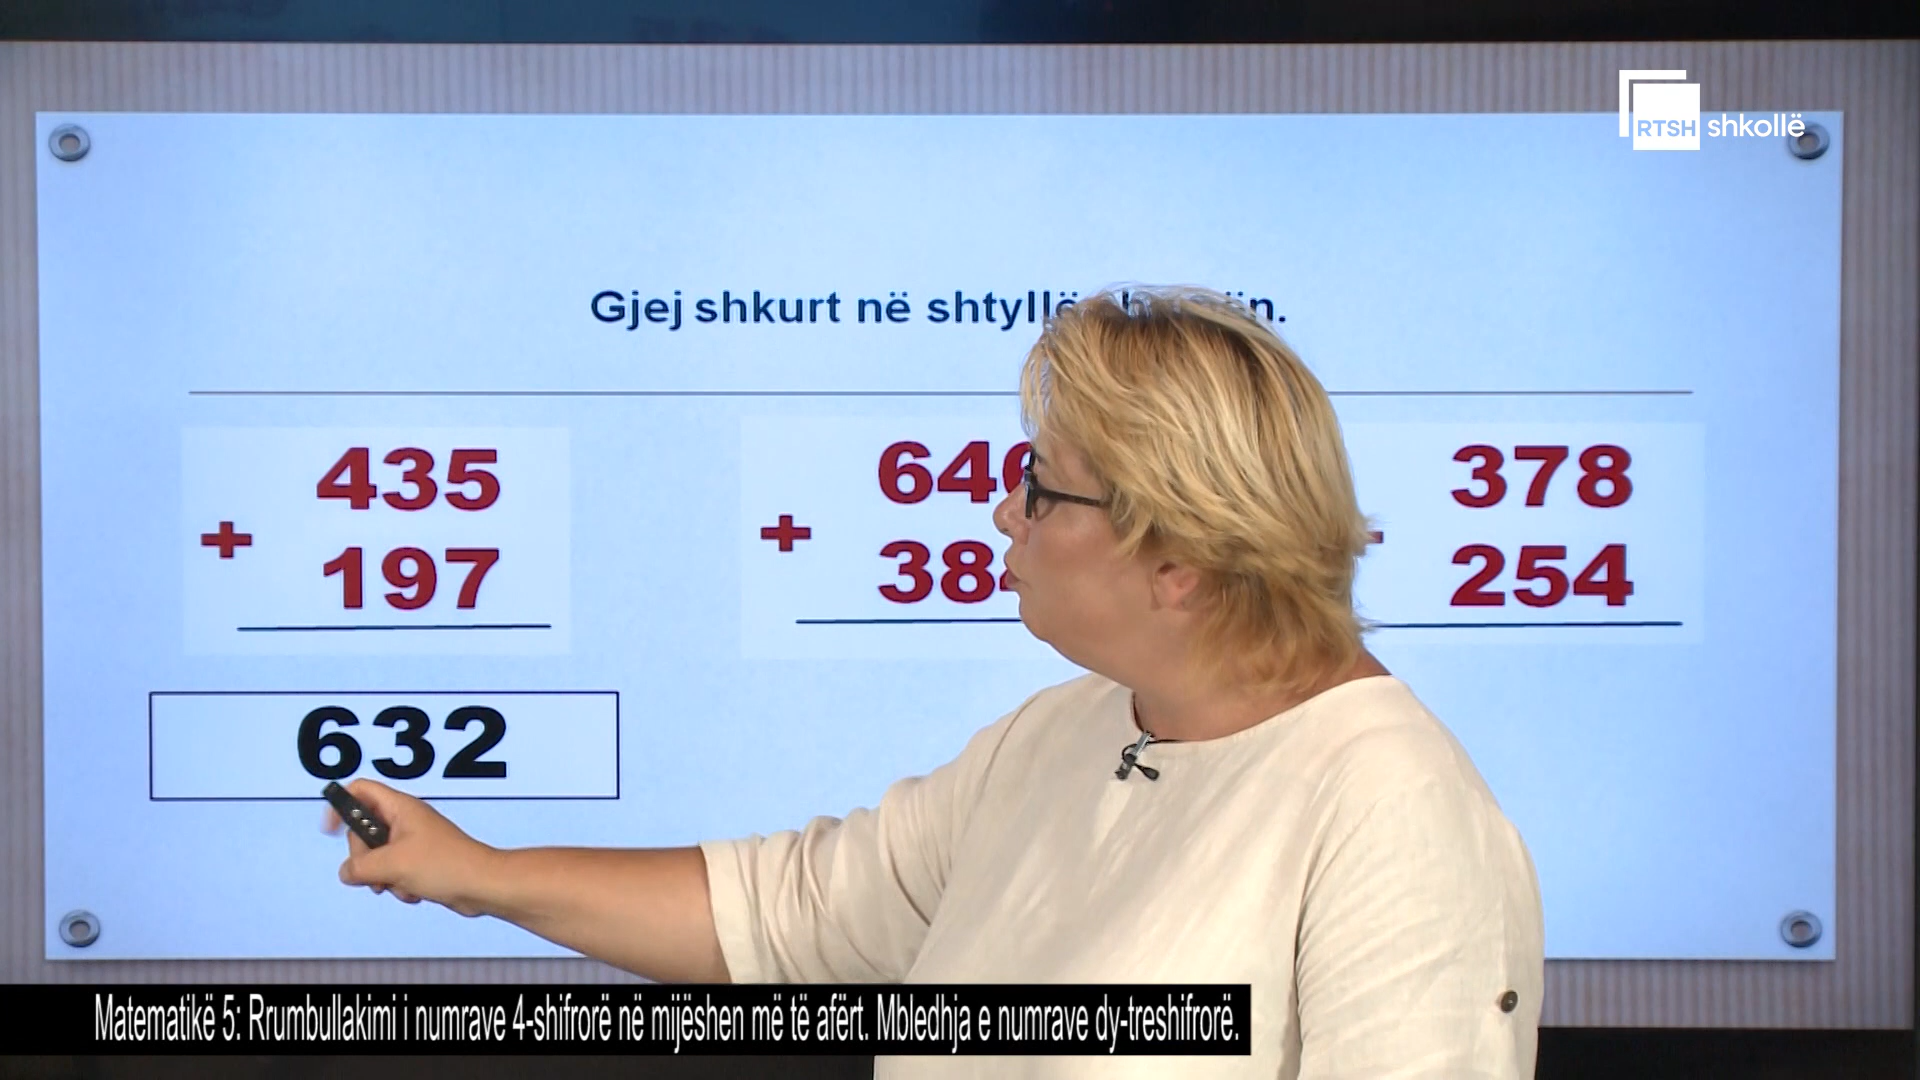 RTSH shkollë
Gjej shkurt në
435 378
+ +
197 254
632
Matematikë 5: Rrumbullakimi i numrave 4-shifrorë në mijëshen më të afërt. Mbledhja e numrave dy-treshifrorë.